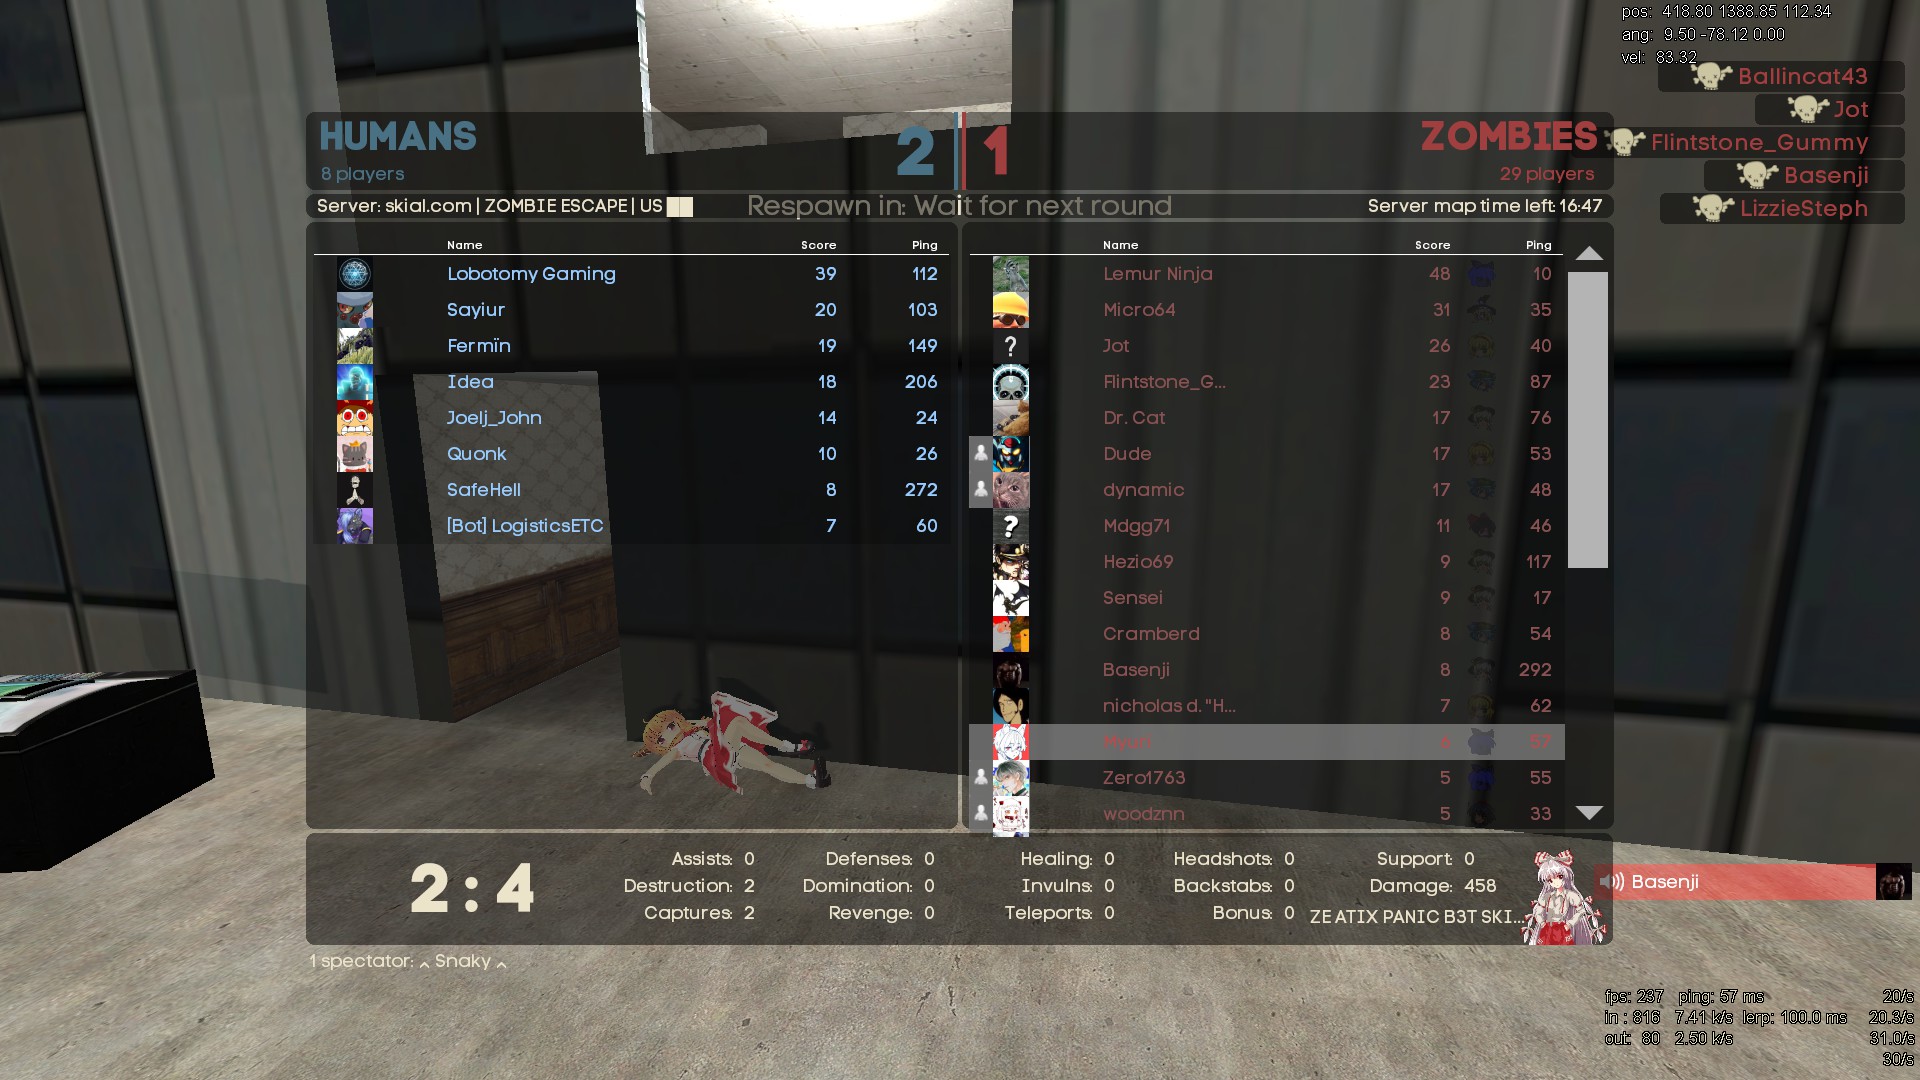 pos: 418.80 1388.85 112.34
ang: 9.50 -78.12 0.00
vel: 83.32
Ballincat43
Jot
Flintstone_Gummy
Basenji
LizzieSteph
HUMANS
8 players
2
1
ZOMBIES
29 players
Server: skial.com | ZOMBIE ESCAPE | US
Respawn in: Wait for next round
Server map time left: 16:47
Name Score Ping
Lobotomy Gaming 39 112
Sayiur 20 103
Fermïn 19 149
Idea 18 206
Joelj_John 14 24
Quonk 10 26
SafeHell 8 272
[Bot] LogisticsETC 7 60
Name Score Ping
Lemur Ninja 48 10
Micro64 31 35
Jot 26 40
Flintstone_G... 23 87
Dr. Cat 17 76
Dude 17 53
dynamic 17 48
Mdgg71 11 46
Hezio69 9 117
Sensei 9 17
Cramberd 8 54
Basenji 8 292
nicholas d. "H... 7 62
6 57
Zero1763 5 55
woodznn 5 33
2 : 4
Assists: 0 Defenses: 0 Healing: 0 Headshots: 0 Support: 0
Destruction: 2 Domination: 0 Invulns: 0 Backstabs: 0 Damage: 458
Captures: 2 Revenge: 0 Teleports: 0 Bonus: 0 ZE ATIX PANIC B3T SKI...
Basenji
1 spectator: ^ Snaky ^
fps: 237 ping: 57 ms 20/s
in : 816 7.41 k/s lerp: 100.0 ms 20.3/s
out: 80 2.50 k/s 31.0/s
30/s